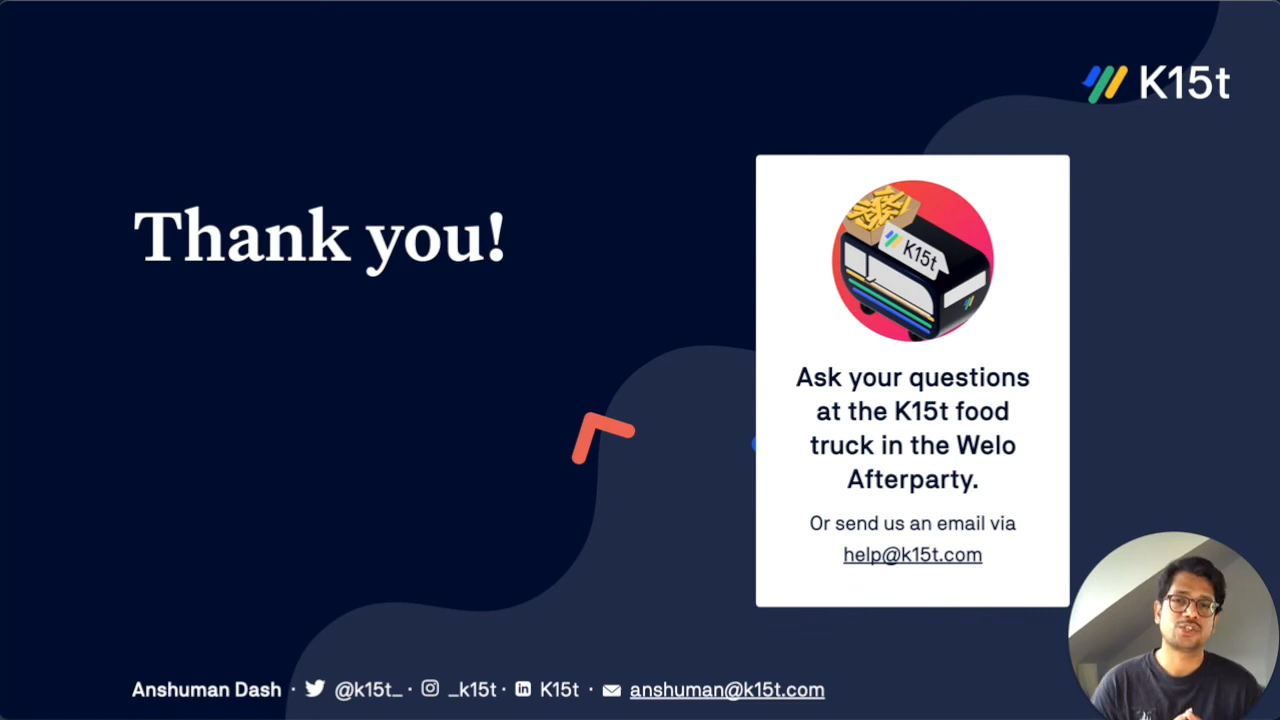 K15t
Thank you!
K15t
Ask your questions
at the K15t food
truck in the Welo
Afterparty.
Or send us an email via
help@k15t.com
Anshuman Dash · @k15t_ · _k15t · K15t · anshuman@k15t.com